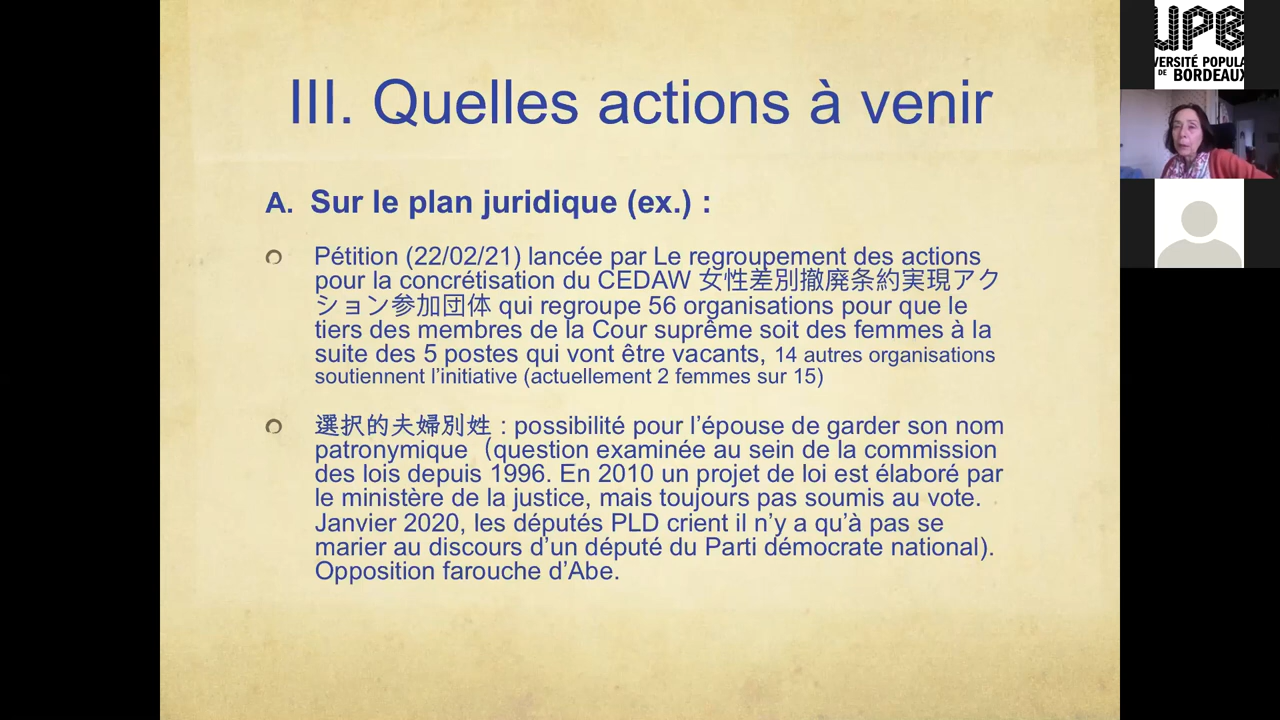 III. Quelles actions à venir
A. Sur le plan juridique (ex.) :
Pétition (22/02/21) lancée par Le regroupement des actions
pour la concrétisation du CEDAW 女性差別撤廃条約実現アク
ション参加団体 qui regroupe 56 organisations pour que le
tiers des membres de la Cour suprême soit des femmes à la
suite des 5 postes qui vont être vacants, 14 autres organisations
soutiennent l’initiative (actuellement 2 femmes sur 15)
選択的夫婦別姓 : possibilité pour l’épouse de garder son nom
patronymique（question examinée au sein de la commission
des lois depuis 1996. En 2010 un projet de loi est élaboré par
le ministère de la justice, mais toujours pas soumis au vote.
Janvier 2020, les députés PLD crient il n’y a qu’à pas se
marier au discours d’un député du Parti démocrate national).
Opposition farouche d’Abe.
UPB
VERSITÉ POPULA
DE BORDEAUX